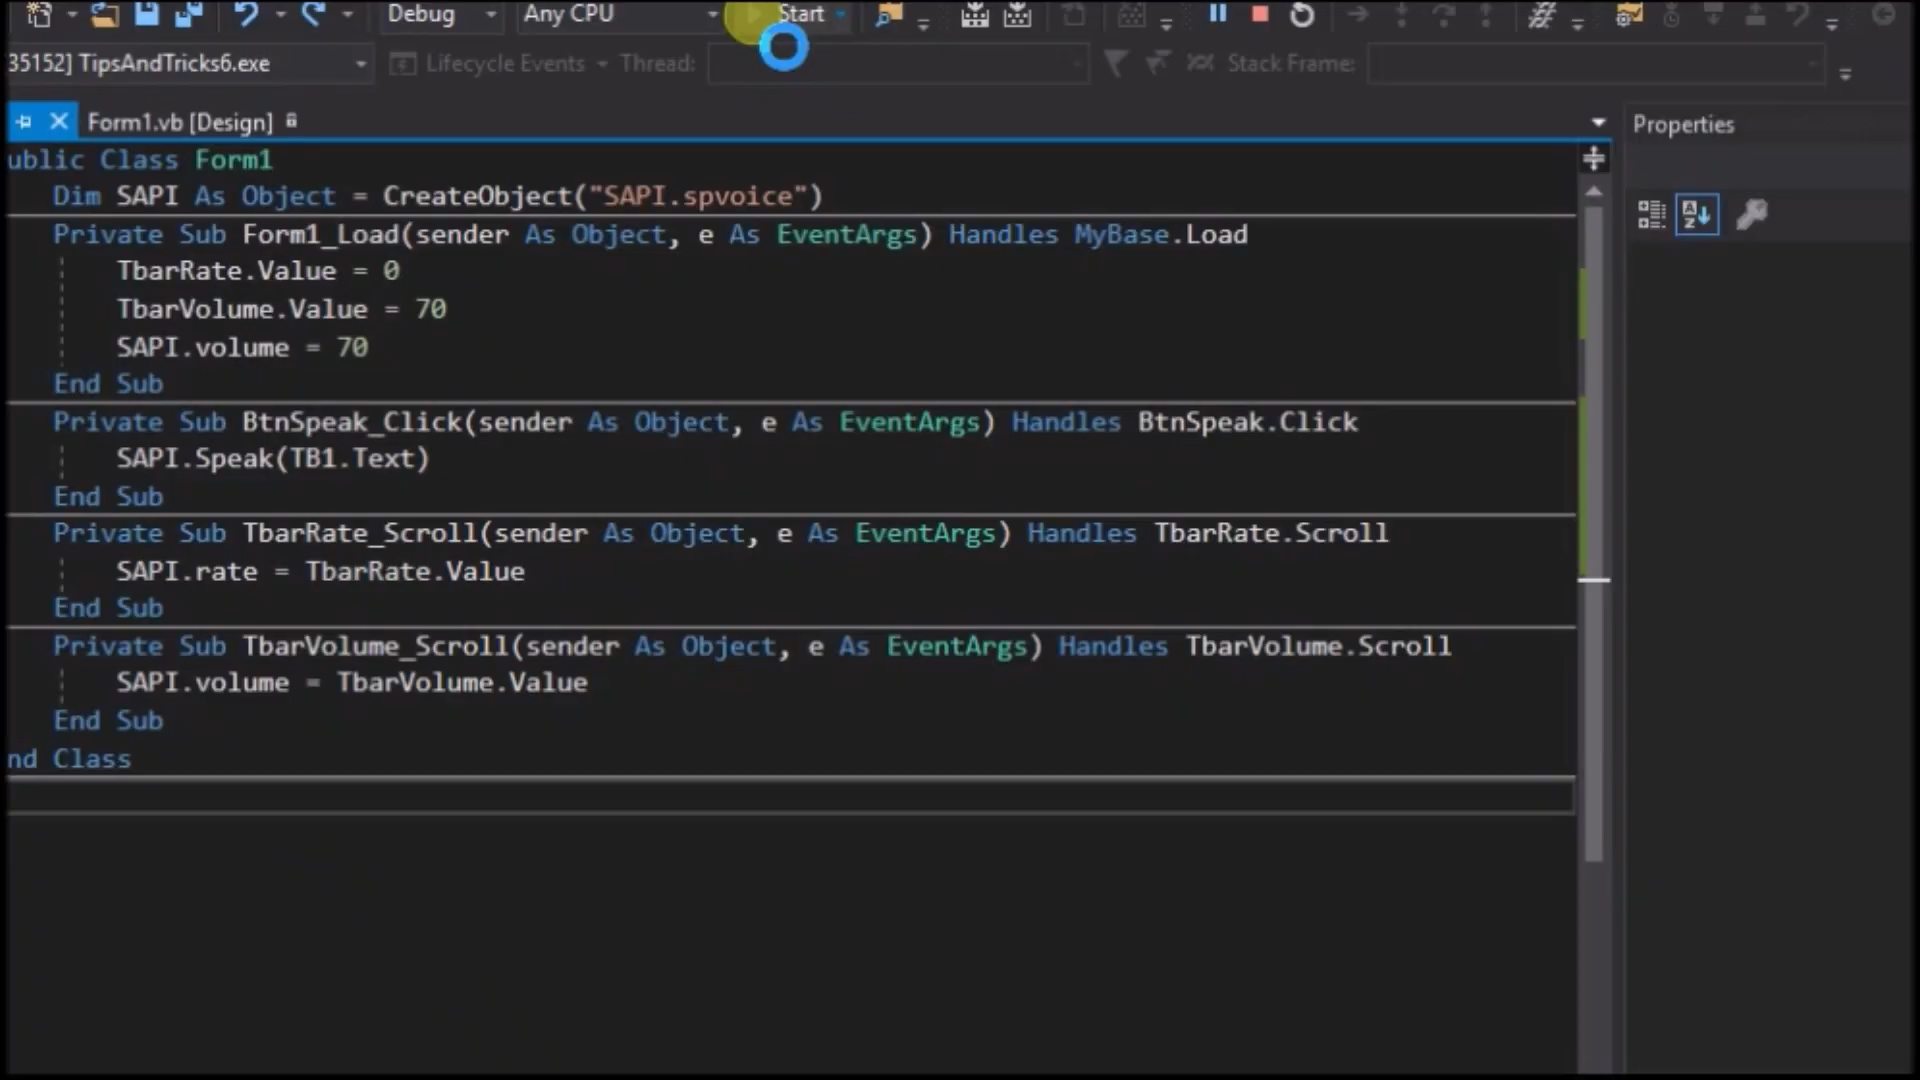 Debug Any CPU Start
35152] TipsAndTricks6.exe Lifecycle Events Thread: Stack Frame:
Form1.vb [Design]
Properties
ublic Class Form1
Dim SAPI As Object = CreateObject("SAPI.spvoice")
Private Sub Form1_Load(sender As Object, e As EventArgs) Handles MyBase.Load
TbarRate.Value = 0
TbarVolume.Value = 70
SAPI.volume = 70
End Sub
Private Sub BtnSpeak_Click(sender As Object, e As EventArgs) Handles BtnSpeak.Click
SAPI.Speak(TB1.Text)
End Sub
Private Sub TbarRate_Scroll(sender As Object, e As EventArgs) Handles TbarRate.Scroll
SAPI.rate = TbarRate.Value
End Sub
Private Sub TbarVolume_Scroll(sender As Object, e As EventArgs) Handles TbarVolume.Scroll
SAPI.volume = TbarVolume.Value
End Sub
nd Class